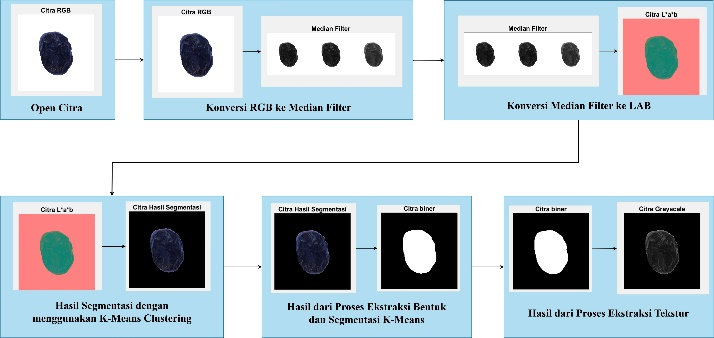 Citra RGB
Open Citra
Citra RGB
Median Filter
Konversi RGB ke Median Filter
Median Filter
Citra L*a*b
Konversi Median Filter ke LAB
Citra L*a*b
Citra Hasil Segmentasi
Hasil Segmentasi dengan
menggunakan K-Means Clustering
Citra Hasil Segmentasi
Citra biner
Hasil dari Proses Ekstraksi Bentuk
dan Segmentasi K-Means
Citra biner
Citra Greyscale
Hasil dari Proses Ekstraksi Tekstur